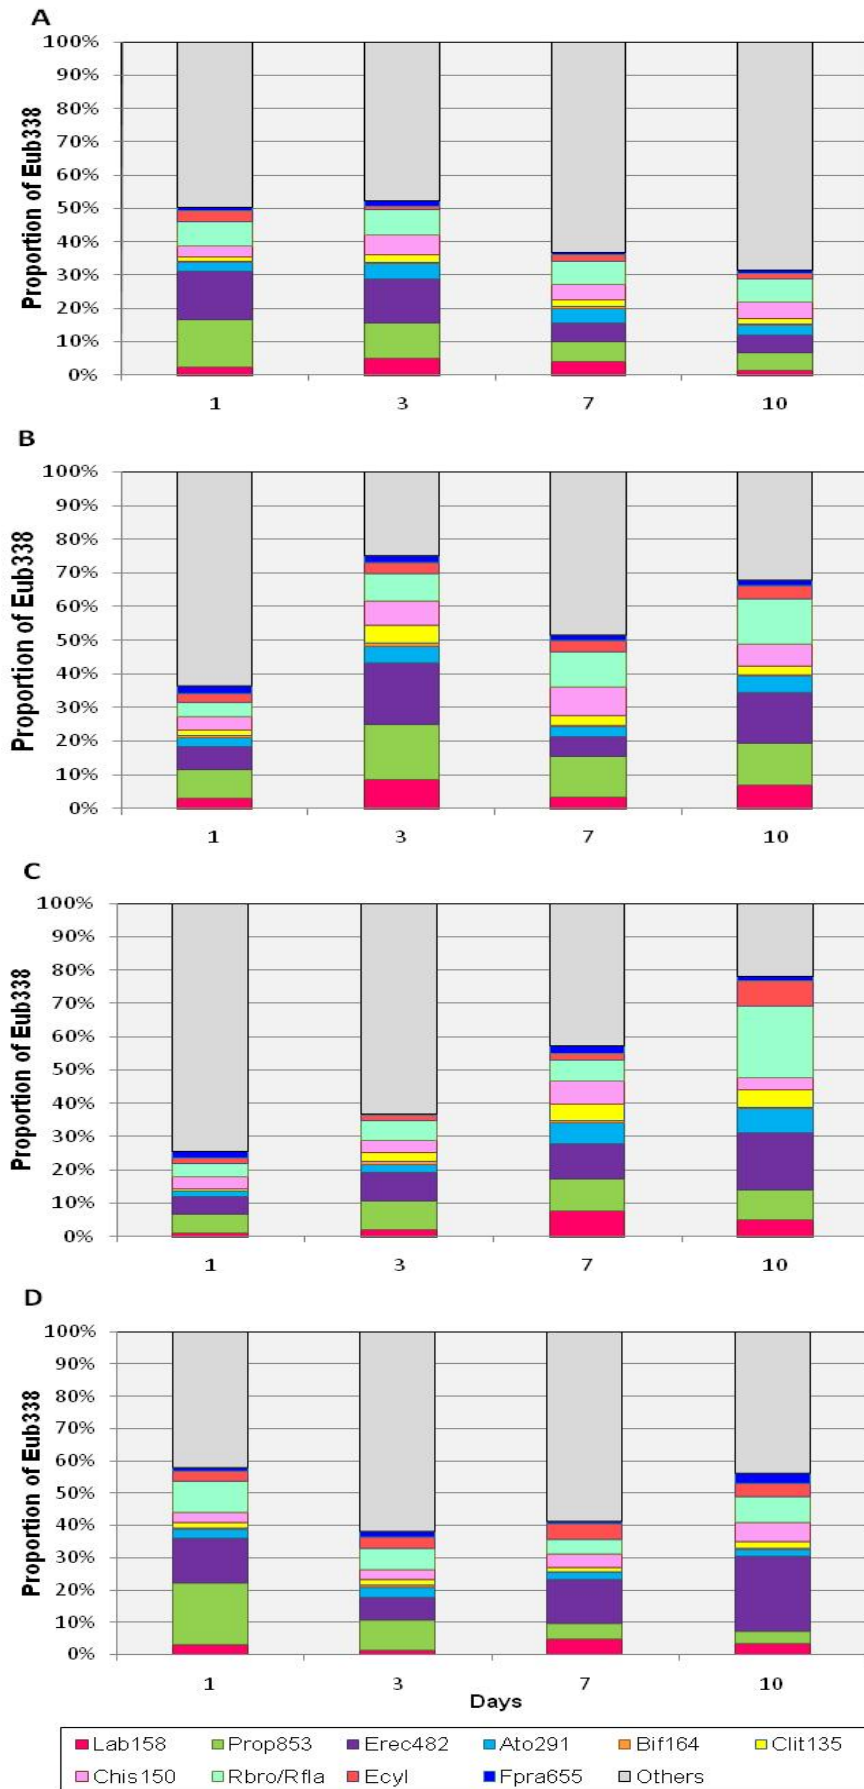 A
100%
90%
80%
70%
60%
50%
40%
30%
20%
10%
0%
Proportion of Eub338
1 3 7 10
B
100%
90%
80%
70%
60%
50%
40%
30%
20%
10%
0%
Proportion of Eub338
1 3 7 10
C
100%
90%
80%
70%
60%
50%
40%
30%
20%
10%
0%
Proportion of Eub338
1 3 7 10
D
100%
90%
80%
70%
60%
50%
40%
30%
20%
10%
0%
Proportion of Eub338
1 3 7 10
Days
Lab158 Prop853 Erec482 Ato291 Bif164 Clit135
Chis150 Rbro/Rfla Ecyl Fpra655 Others